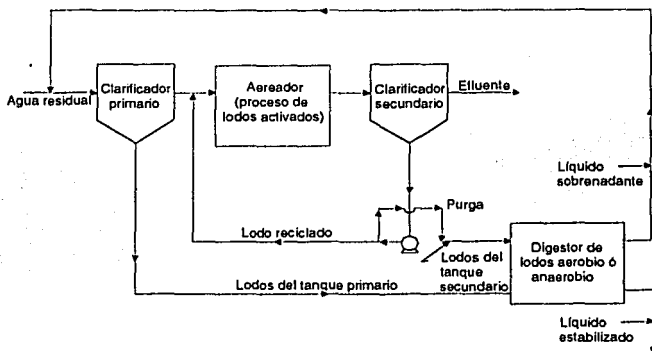 Agua residual
Clarificador
primario
Aereador
(proceso de
lodos activados)
Clarificador
secundario
Efluente
Líquido
sobrenadante
Purga
Lodo reciclado
Lodos del
tanque
secundario
Digestor de
lodos aerobio ó
anaerobio
Lodos del tanque primario
Líquido
estabilizado